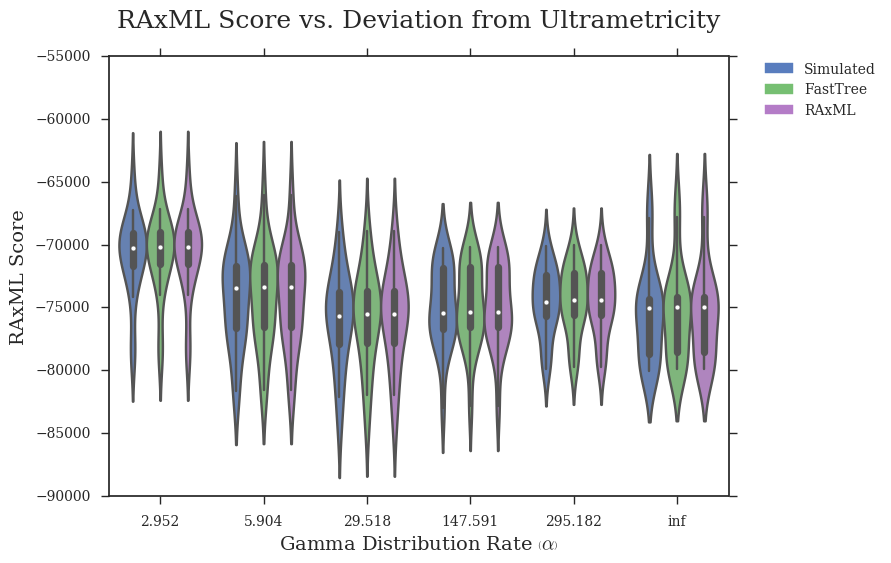 RAxML Score vs. Deviation from Ultrametricity
−55000
−60000
−65000
−70000
−75000
−80000
−85000
−90000
RAxML Score
2.952 5.904 29.518 147.591 295.182 inf
Gamma Distribution Rate (α)
Simulated
FastTree
RAxML